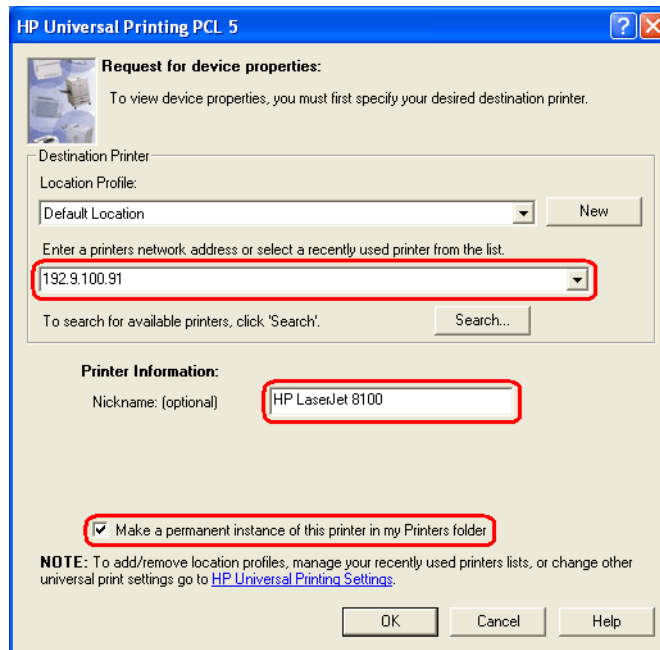 HP Universal Printing PCL 5
Request for device properties:
To view device properties, you must first specify your desired destination printer.
Destination Printer
Location Profile:
Default Location
New
Enter a printers network address or select a recently used printer from the list.
192.9.100.91
To search for available printers, click 'Search'.
Search...
Printer Information:
Nickname: (optional)
HP LaserJet 8100
Make a permanent instance of this printer in my Printers folder
NOTE: To add/remove location profiles, manage your recently used printers lists, or change other
universal print settings go to HP Universal Printing Settings.
OK
Cancel
Help